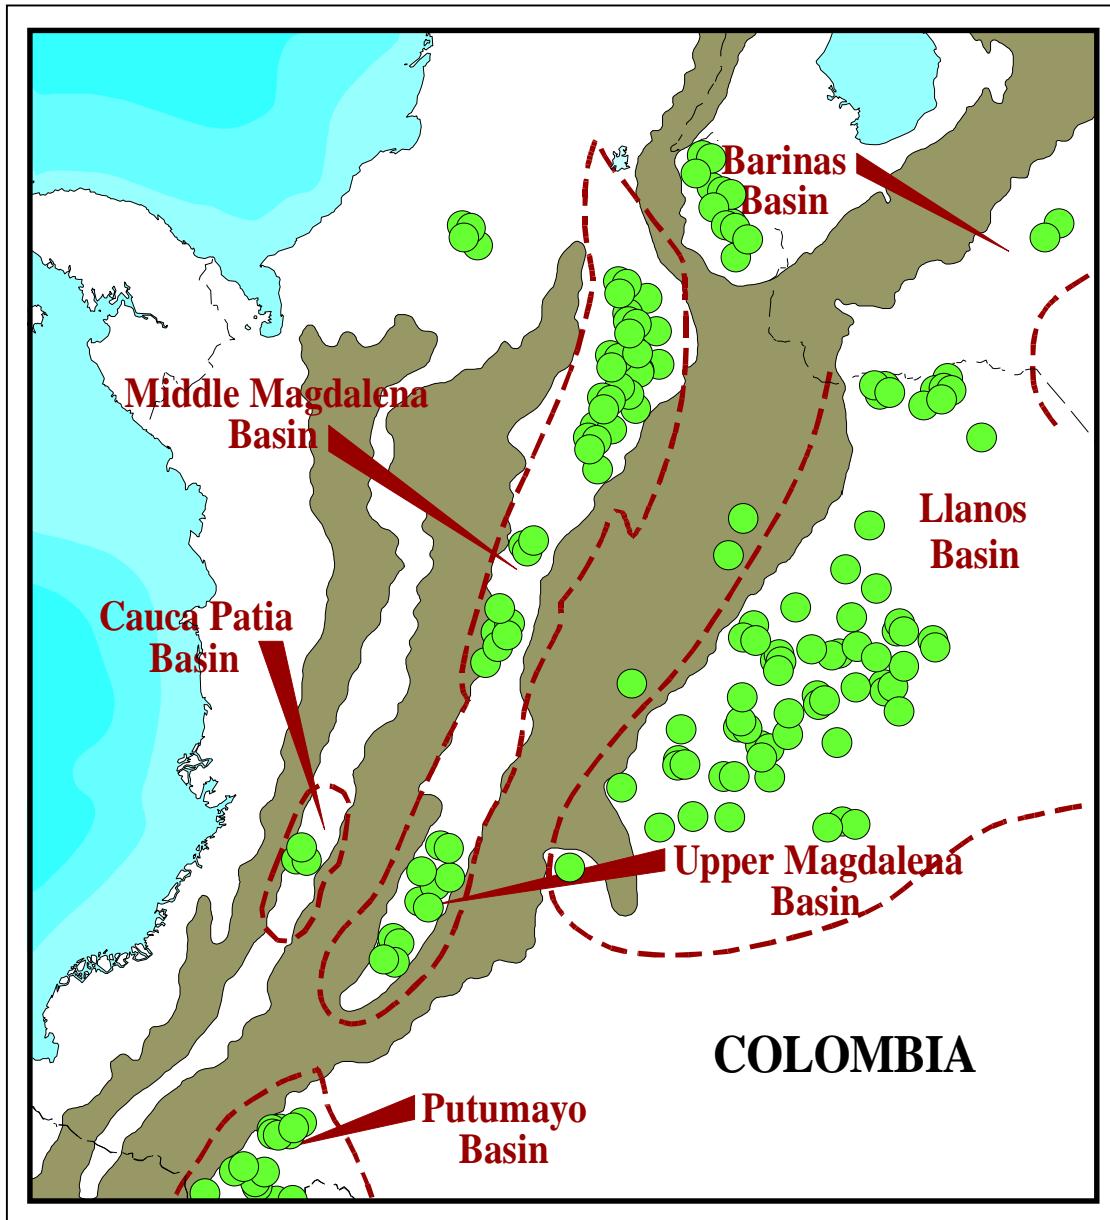 Barinas
Basin
Middle Magdalena
Basin
Llanos
Basin
Cauca Patia
Basin
Upper Magdalena
Basin
COLOMBIA
Putumayo
Basin